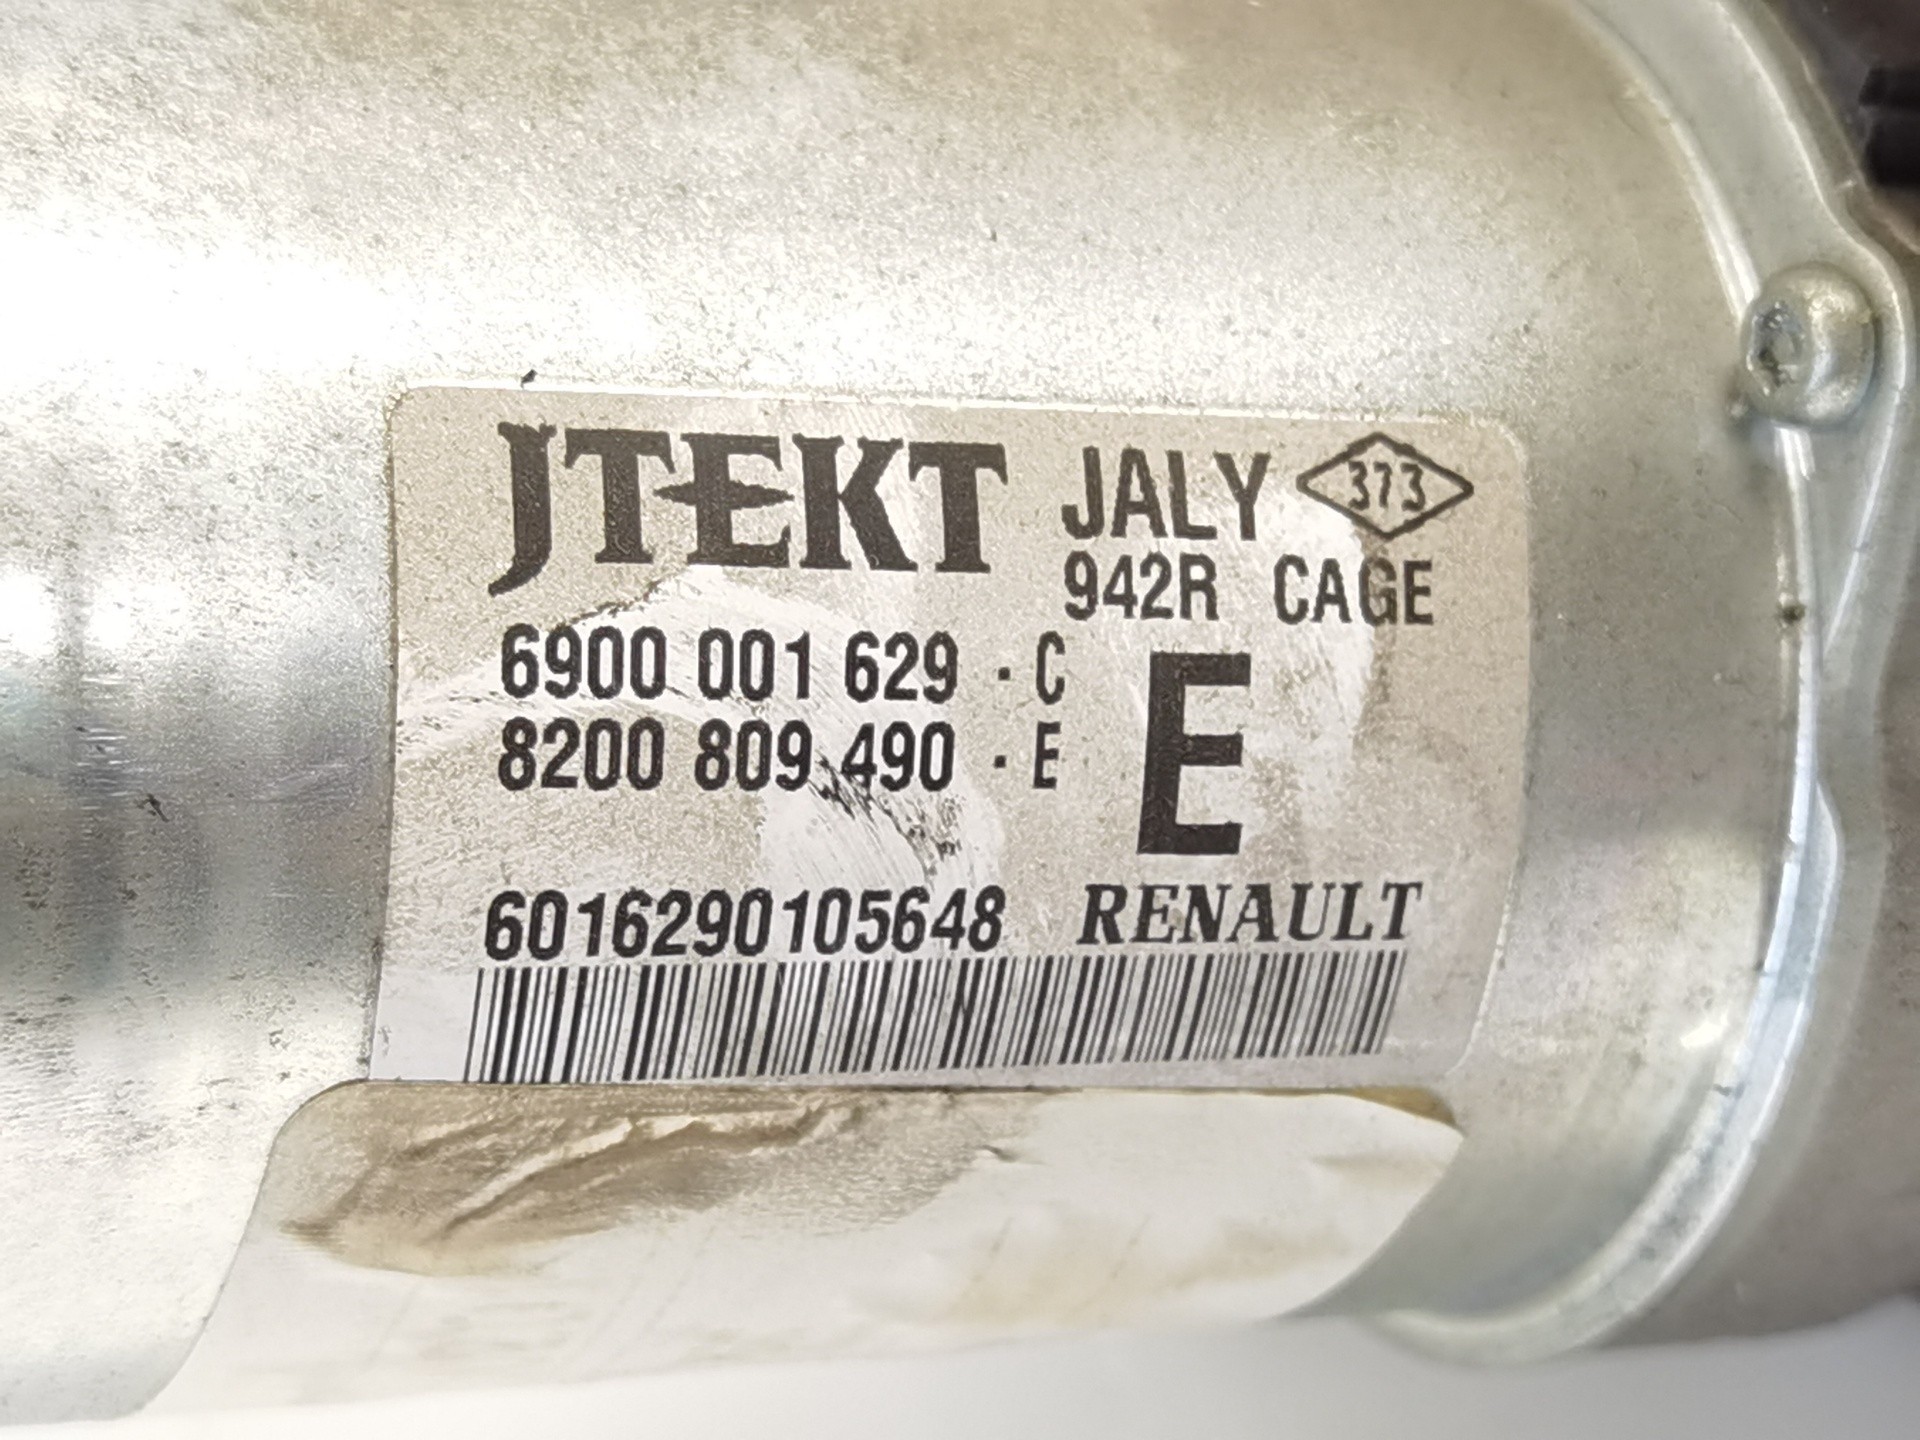 JTEKT JALY 373
942R CAGE
6900 001 629 · C
8200 809 490 · E
E
6016290105648 RENAULT